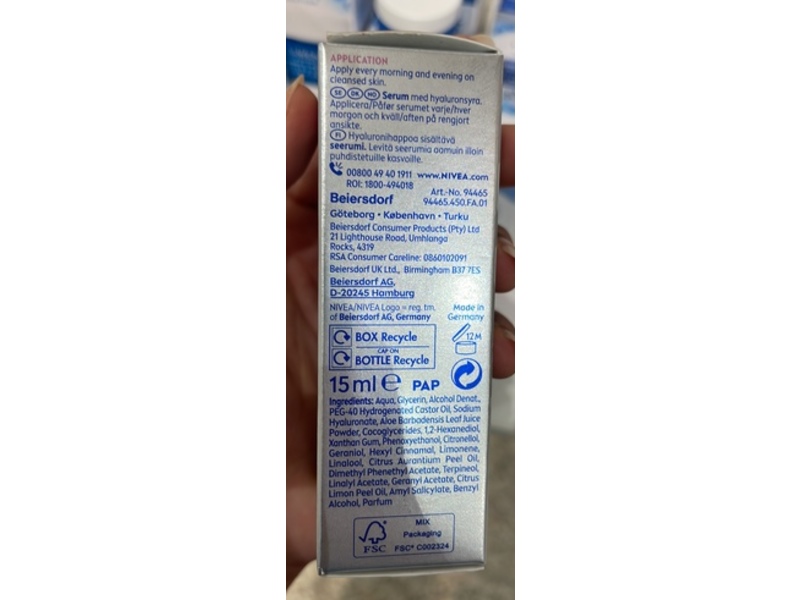 APPLICATION
Apply every morning and evening on
cleansed skin.
SE DK NO Serum med hyaluronsyra.
Applicera/Påfør serumet varje/hver
morgon och kväll/aften på rengjort
ansikte.
FI Hyaluronihappoa sisältävä
seerumi. Levitä seerumia aamuin illoin
puhdistetuille kasvoille.
00800 49 40 1911 www.NIVEA.com
ROI: 1800-494018
Art.-No. 94465
Beiersdorf 94465.450.FA.01
Göteborg • København • Turku
Beiersdorf Consumer Products (Pty) Ltd
21 Lighthouse Road, Umhlanga
Rocks, 4319
RSA Consumer Careline: 0860102091
Beiersdorf UK Ltd., Birmingham B37 7ES
Beiersdorf AG,
D-20245 Hamburg
NIVEA/NIVEA Logo = reg. tm.
of Beiersdorf AG, Germany
Made in
Germany
BOX Recycle
CAP ON
BOTTLE Recycle
12M
15 ml e PAP
Ingredients: Aqua, Glycerin, Alcohol Denat.,
PEG-40 Hydrogenated Castor Oil, Sodium
Hyaluronate, Aloe Barbadensis Leaf Juice
Powder, Cocoglycerides, 1,2-Hexanediol,
Xanthan Gum, Phenoxyethanol, Citronellol,
Geraniol, Hexyl Cinnamal, Limonene,
Linalool, Citrus Aurantium Peel Oil,
Dimethyl Phenethyl Acetate, Terpineol,
Linalyl Acetate, Geranyl Acetate, Citrus
Limon Peel Oil, Amyl Salicylate, Benzyl
Alcohol, Parfum
FSC
MIX
Packaging
FSC® C002324